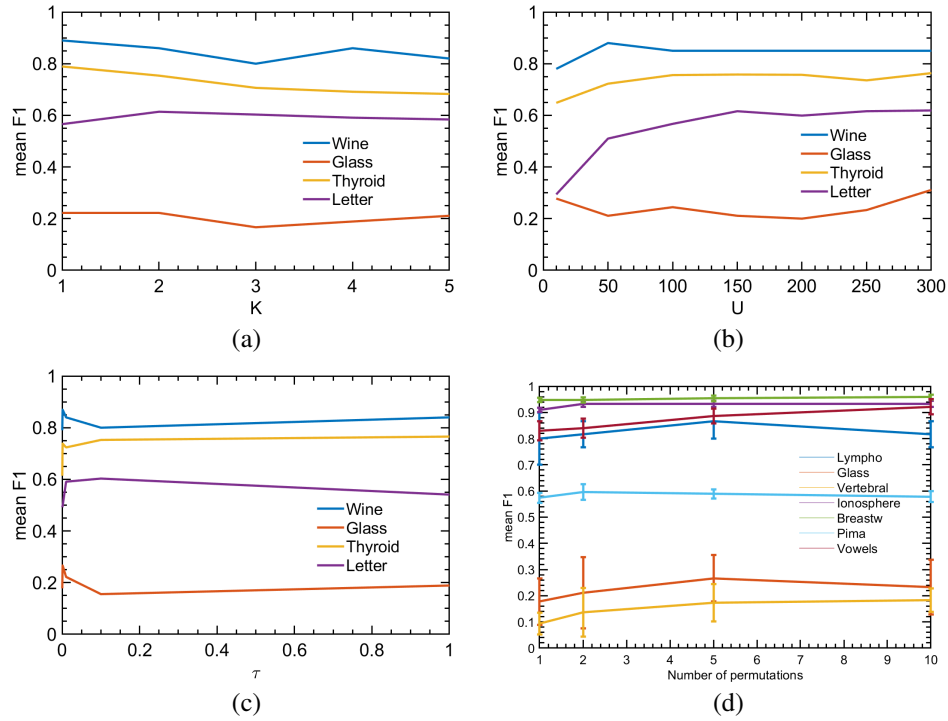 1
0.8
0.6
0.4
0.2
0
mean F1
Wine
Glass
Thyroid
Letter
1 2 3 4 5
K
(a)
1
0.8
0.6
0.4
0.2
0
mean F1
Wine
Glass
Thyroid
Letter
0 50 100 150 200 250 300
U
(b)
1
0.8
0.6
0.4
0.2
0
mean F1
Wine
Glass
Thyroid
Letter
0 0.2 0.4 0.6 0.8 1
τ
(c)
1
0.9
0.8
0.7
0.6
0.5
0.4
0.3
0.2
0.1
0
mean F1
Lympho
Glass
Vertebral
Ionosphere
Breastw
Pima
Vowels
1 2 3 4 5 6 7 8 9 10
Number of permutations
(d)